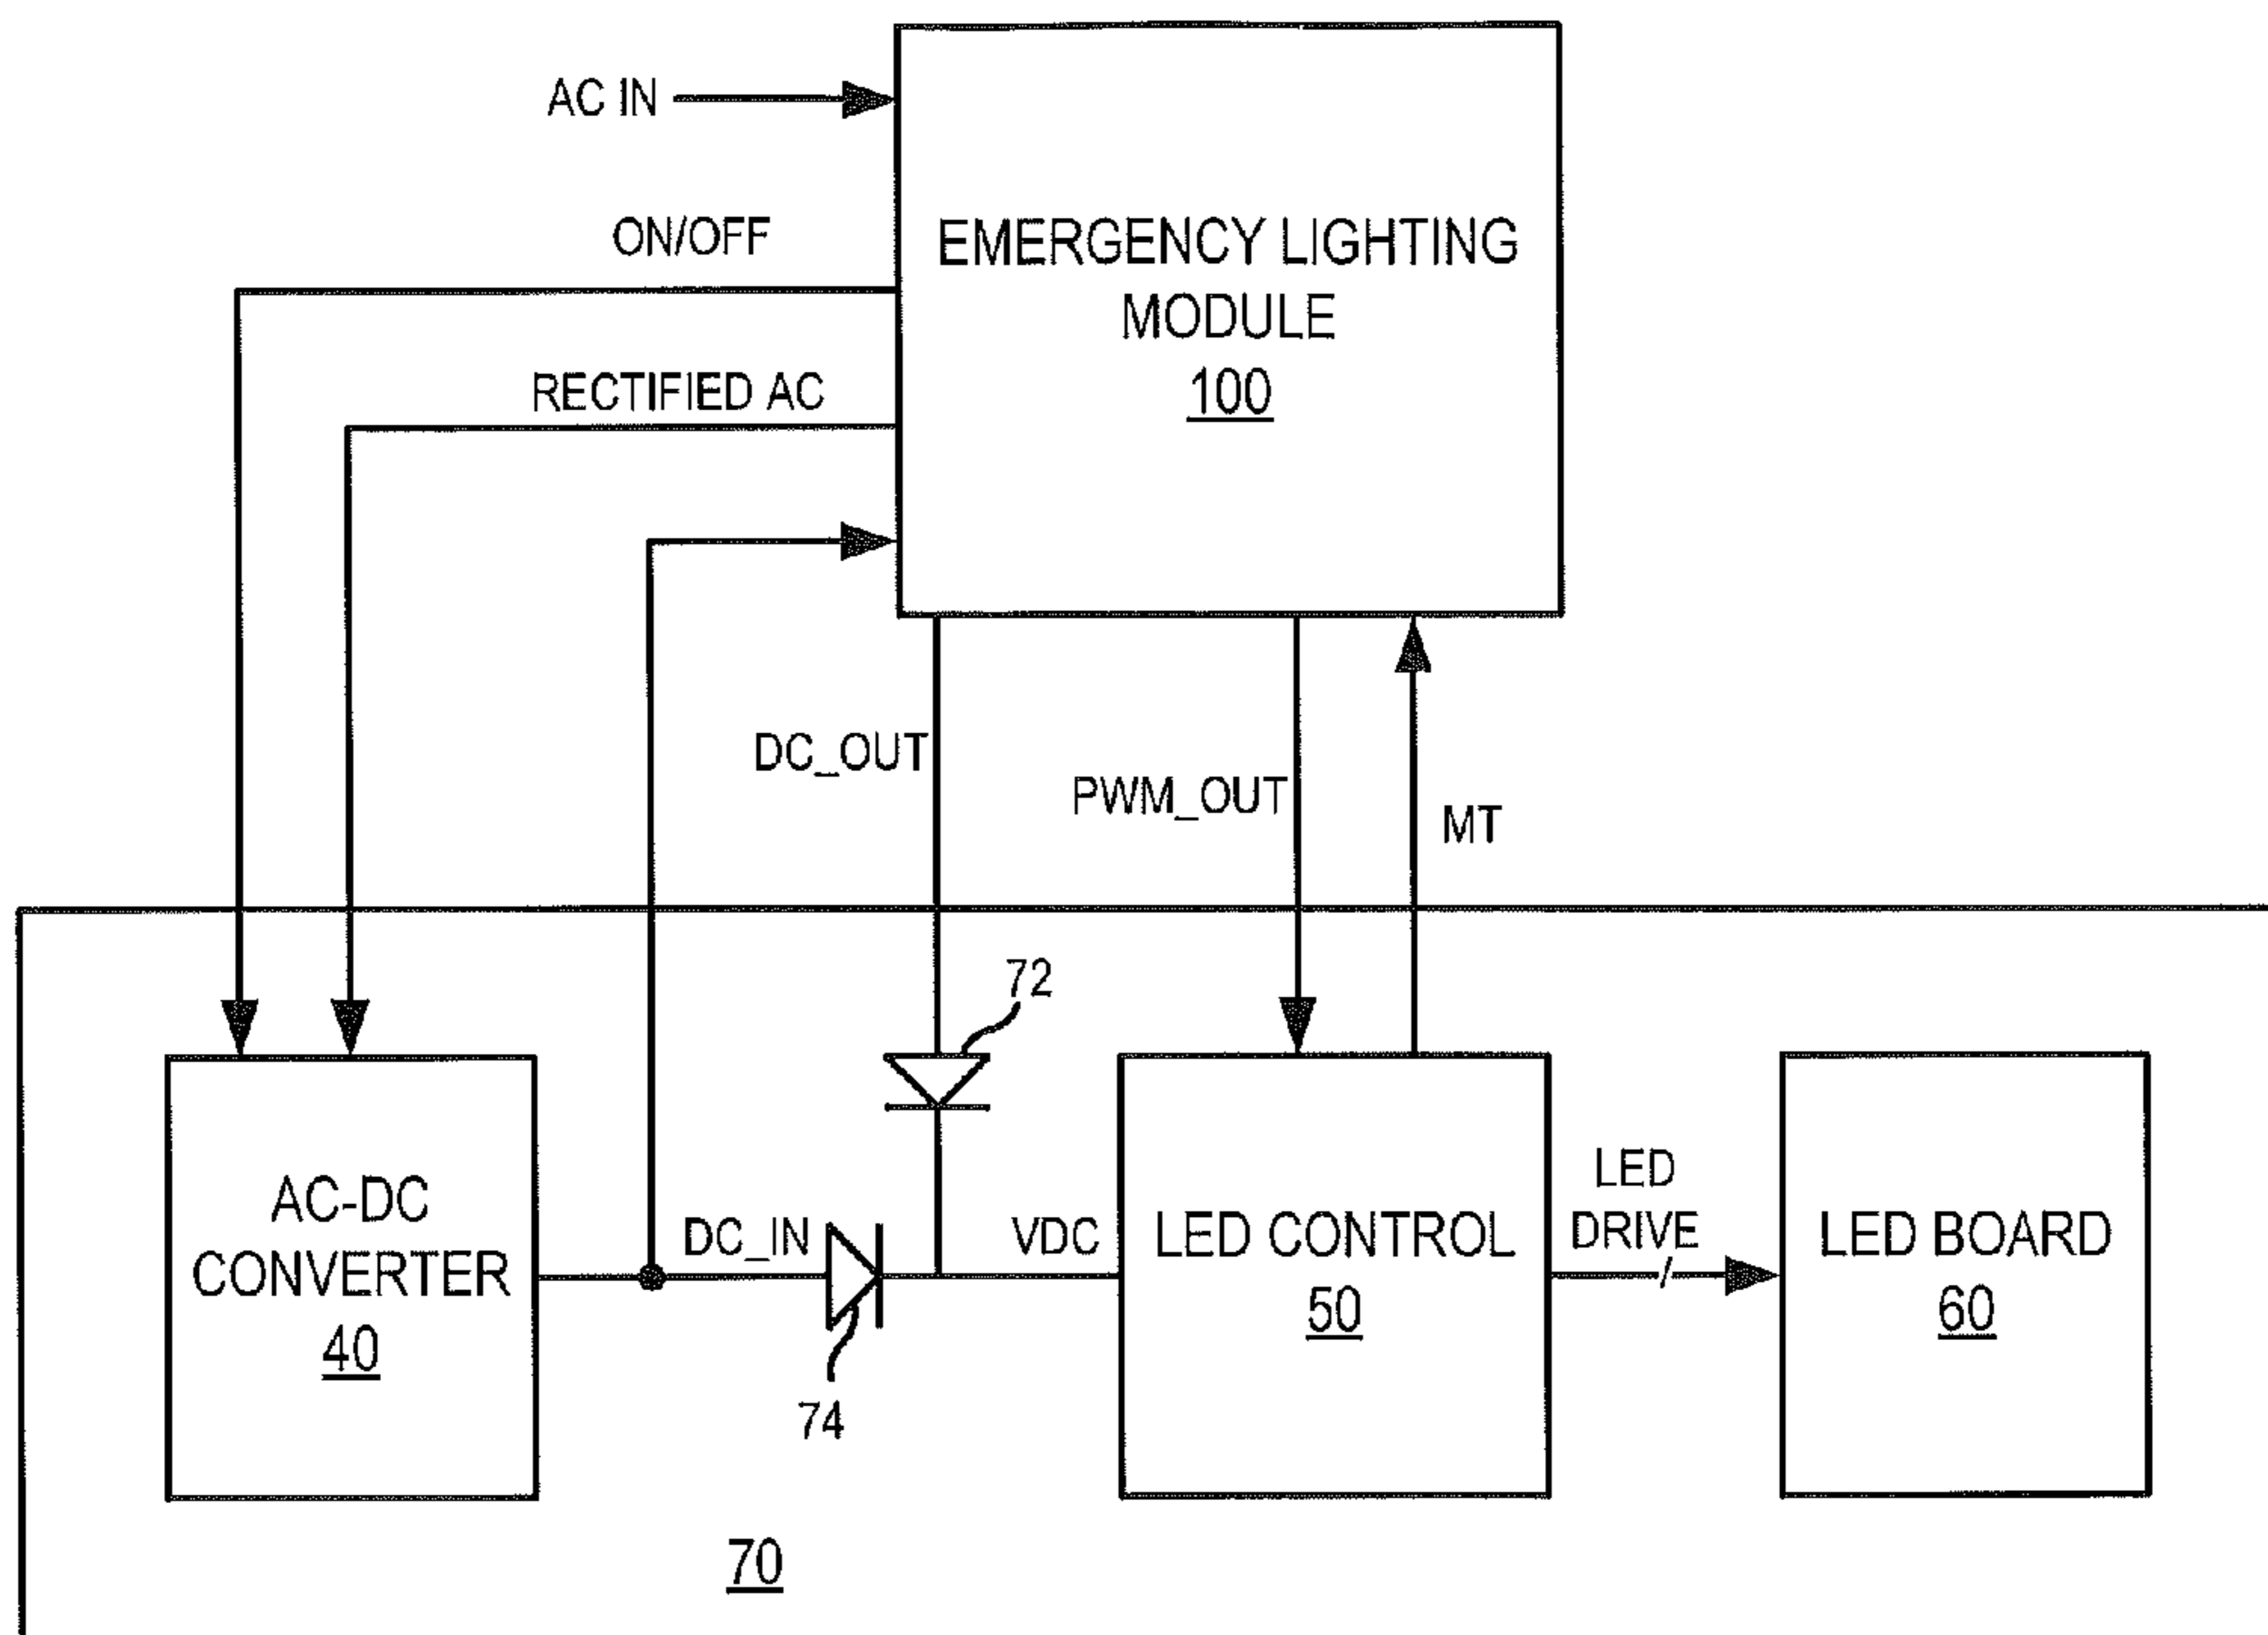 AC IN
ON/OFF
EMERGENCY LIGHTING
MODULE
100
RECTIFIED AC
DC_OUT
PWM_OUT
MT
72
AC-DC
CONVERTER
40
DC_IN
74
VDC
LED CONTROL
50
LED
DRIVE
LED BOARD
60
70